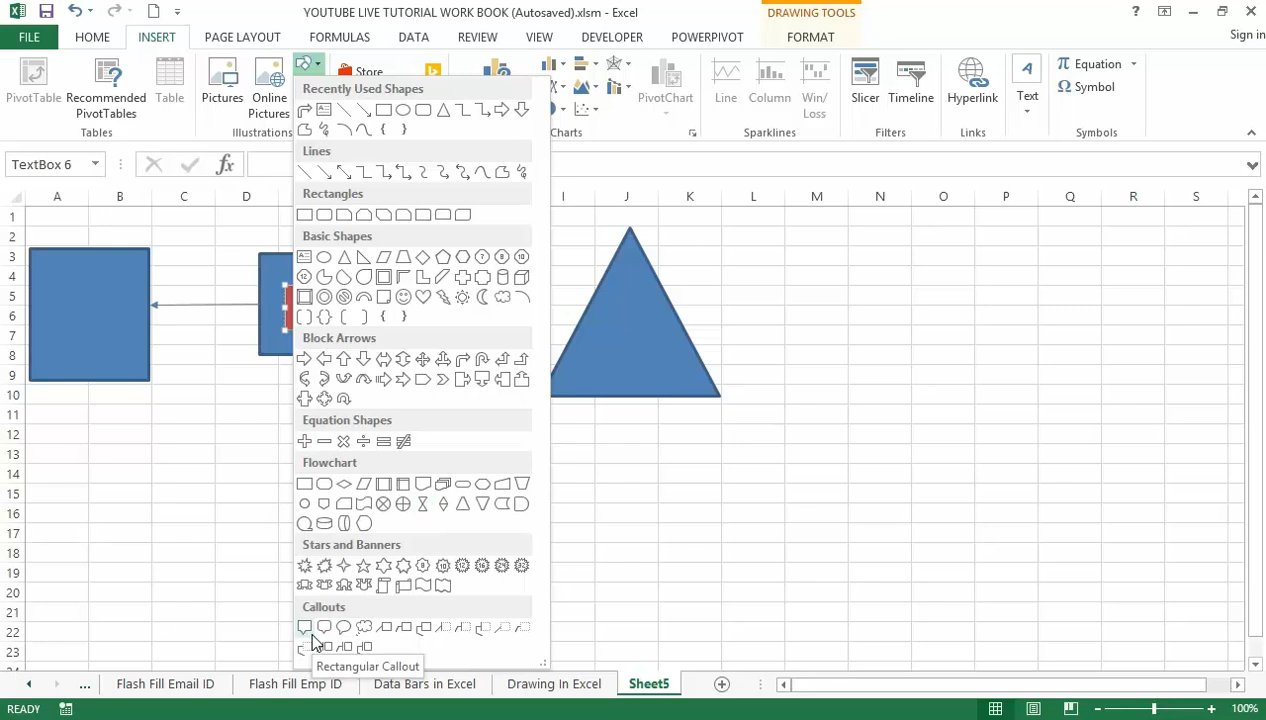 YOUTUBE LIVE TUTORIAL WORK BOOK (Autosaved).xlsm - Excel
DRAWING TOOLS
?
FILE HOME INSERT PAGE LAYOUT FORMULAS DATA REVIEW VIEW DEVELOPER POWERPIVOT FORMAT
Sign in
PivotTable
Recommended
PivotTables
Table
Tables
Pictures
Online
Pictures
Illustrations
Store
PivotChart
Charts
Line
Column
Win/
Loss
Sparklines
Slicer
Timeline
Filters
Hyperlink
Links
A
Text
π Equation
Ω Symbol
Symbols
TextBox 6
fx
Recently Used Shapes
Lines
Rectangles
Basic Shapes
Block Arrows
Equation Shapes
Flowchart
Stars and Banners
Callouts
Rectangular Callout
A B C D I J K L M N O P Q R S
1
2
3
4
5
6
7
8
9
10
11
12
13
14
15
16
17
18
19
20
21
22
23
... Flash Fill Email ID Flash Fill Emp ID Data Bars in Excel Drawing In Excel Sheet5
READY
100%